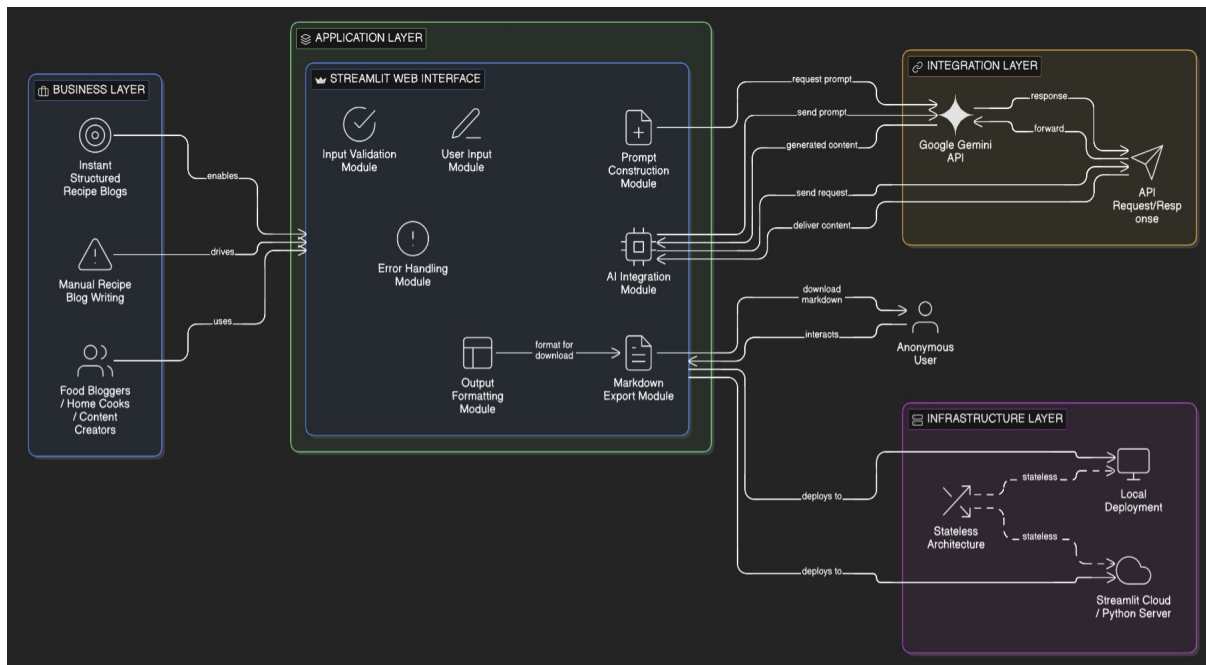 BUSINESS LAYER
Instant
Structured
Recipe Blogs
Manual Recipe
Blog Writing
Food Bloggers
/ Home Cooks
/ Content
Creators
enables
drives
uses
APPLICATION LAYER
STREAMLIT WEB INTERFACE
Input Validation
Module
User Input
Module
Prompt
Construction
Module
Error Handling
Module
AI Integration
Module
Output
Formatting
Module
format for
download
Markdown
Export Module
request prompt
send prompt
generated content
send request
deliver content
download
markdown
interacts
deploys to
deploys to
INTEGRATION LAYER
Google Gemini
API
response
forward
API
Request/Resp
onse
Anonymous
User
INFRASTRUCTURE LAYER
Stateless
Architecture
stateless
stateless
Local
Deployment
Streamlit Cloud
/ Python Server